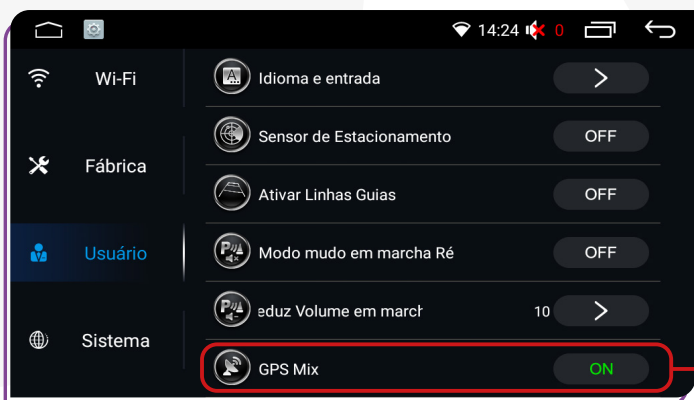 14:24 0
Wi-Fi
Fábrica
Usuário
Sistema
Idioma e entrada
Sensor de Estacionamento OFF
Ativar Linhas Guias OFF
Modo mudo em marcha Ré OFF
eduz Volume em march 10
GPS Mix ON